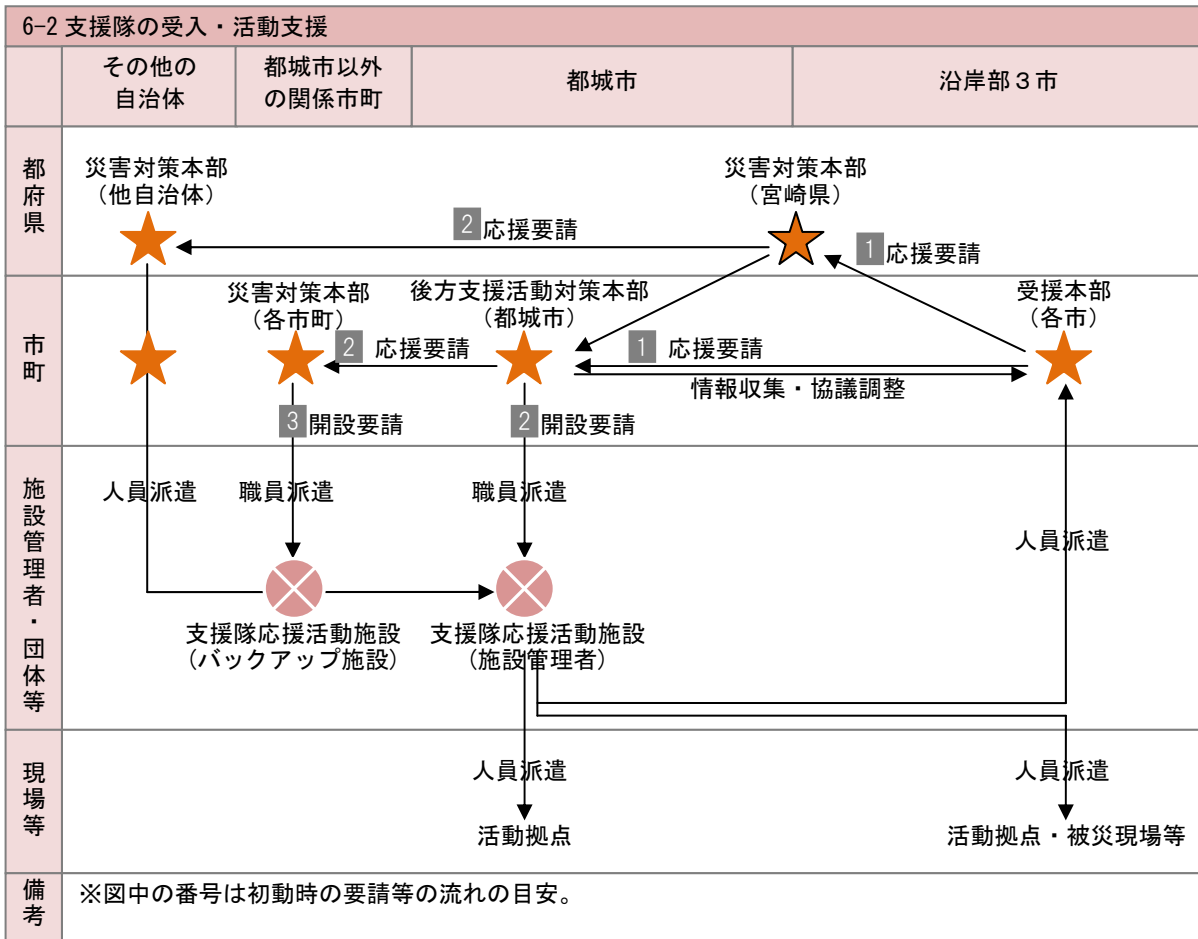 6-2 支援隊の受入・活動支援
その他の
自治体
都城市以外
の関係市町
都城市
沿岸部３市
都府県
災害対策本部
（他自治体）
災害対策本部
（宮崎県）
2 応援要請
1 応援要請
市町
災害対策本部
（各市町）
後方支援活動対策本部
（都城市）
受援本部
（各市）
2 応援要請
1 応援要請
情報収集・協議調整
3 開設要請
2 開設要請
施設管理者・団体等
人員派遣
職員派遣
職員派遣
人員派遣
支援隊応援活動施設
（バックアップ施設）
支援隊応援活動施設
（施設管理者）
現場等
人員派遣
人員派遣
活動拠点
活動拠点・被災現場等
備考
※図中の番号は初動時の要請等の流れの目安。